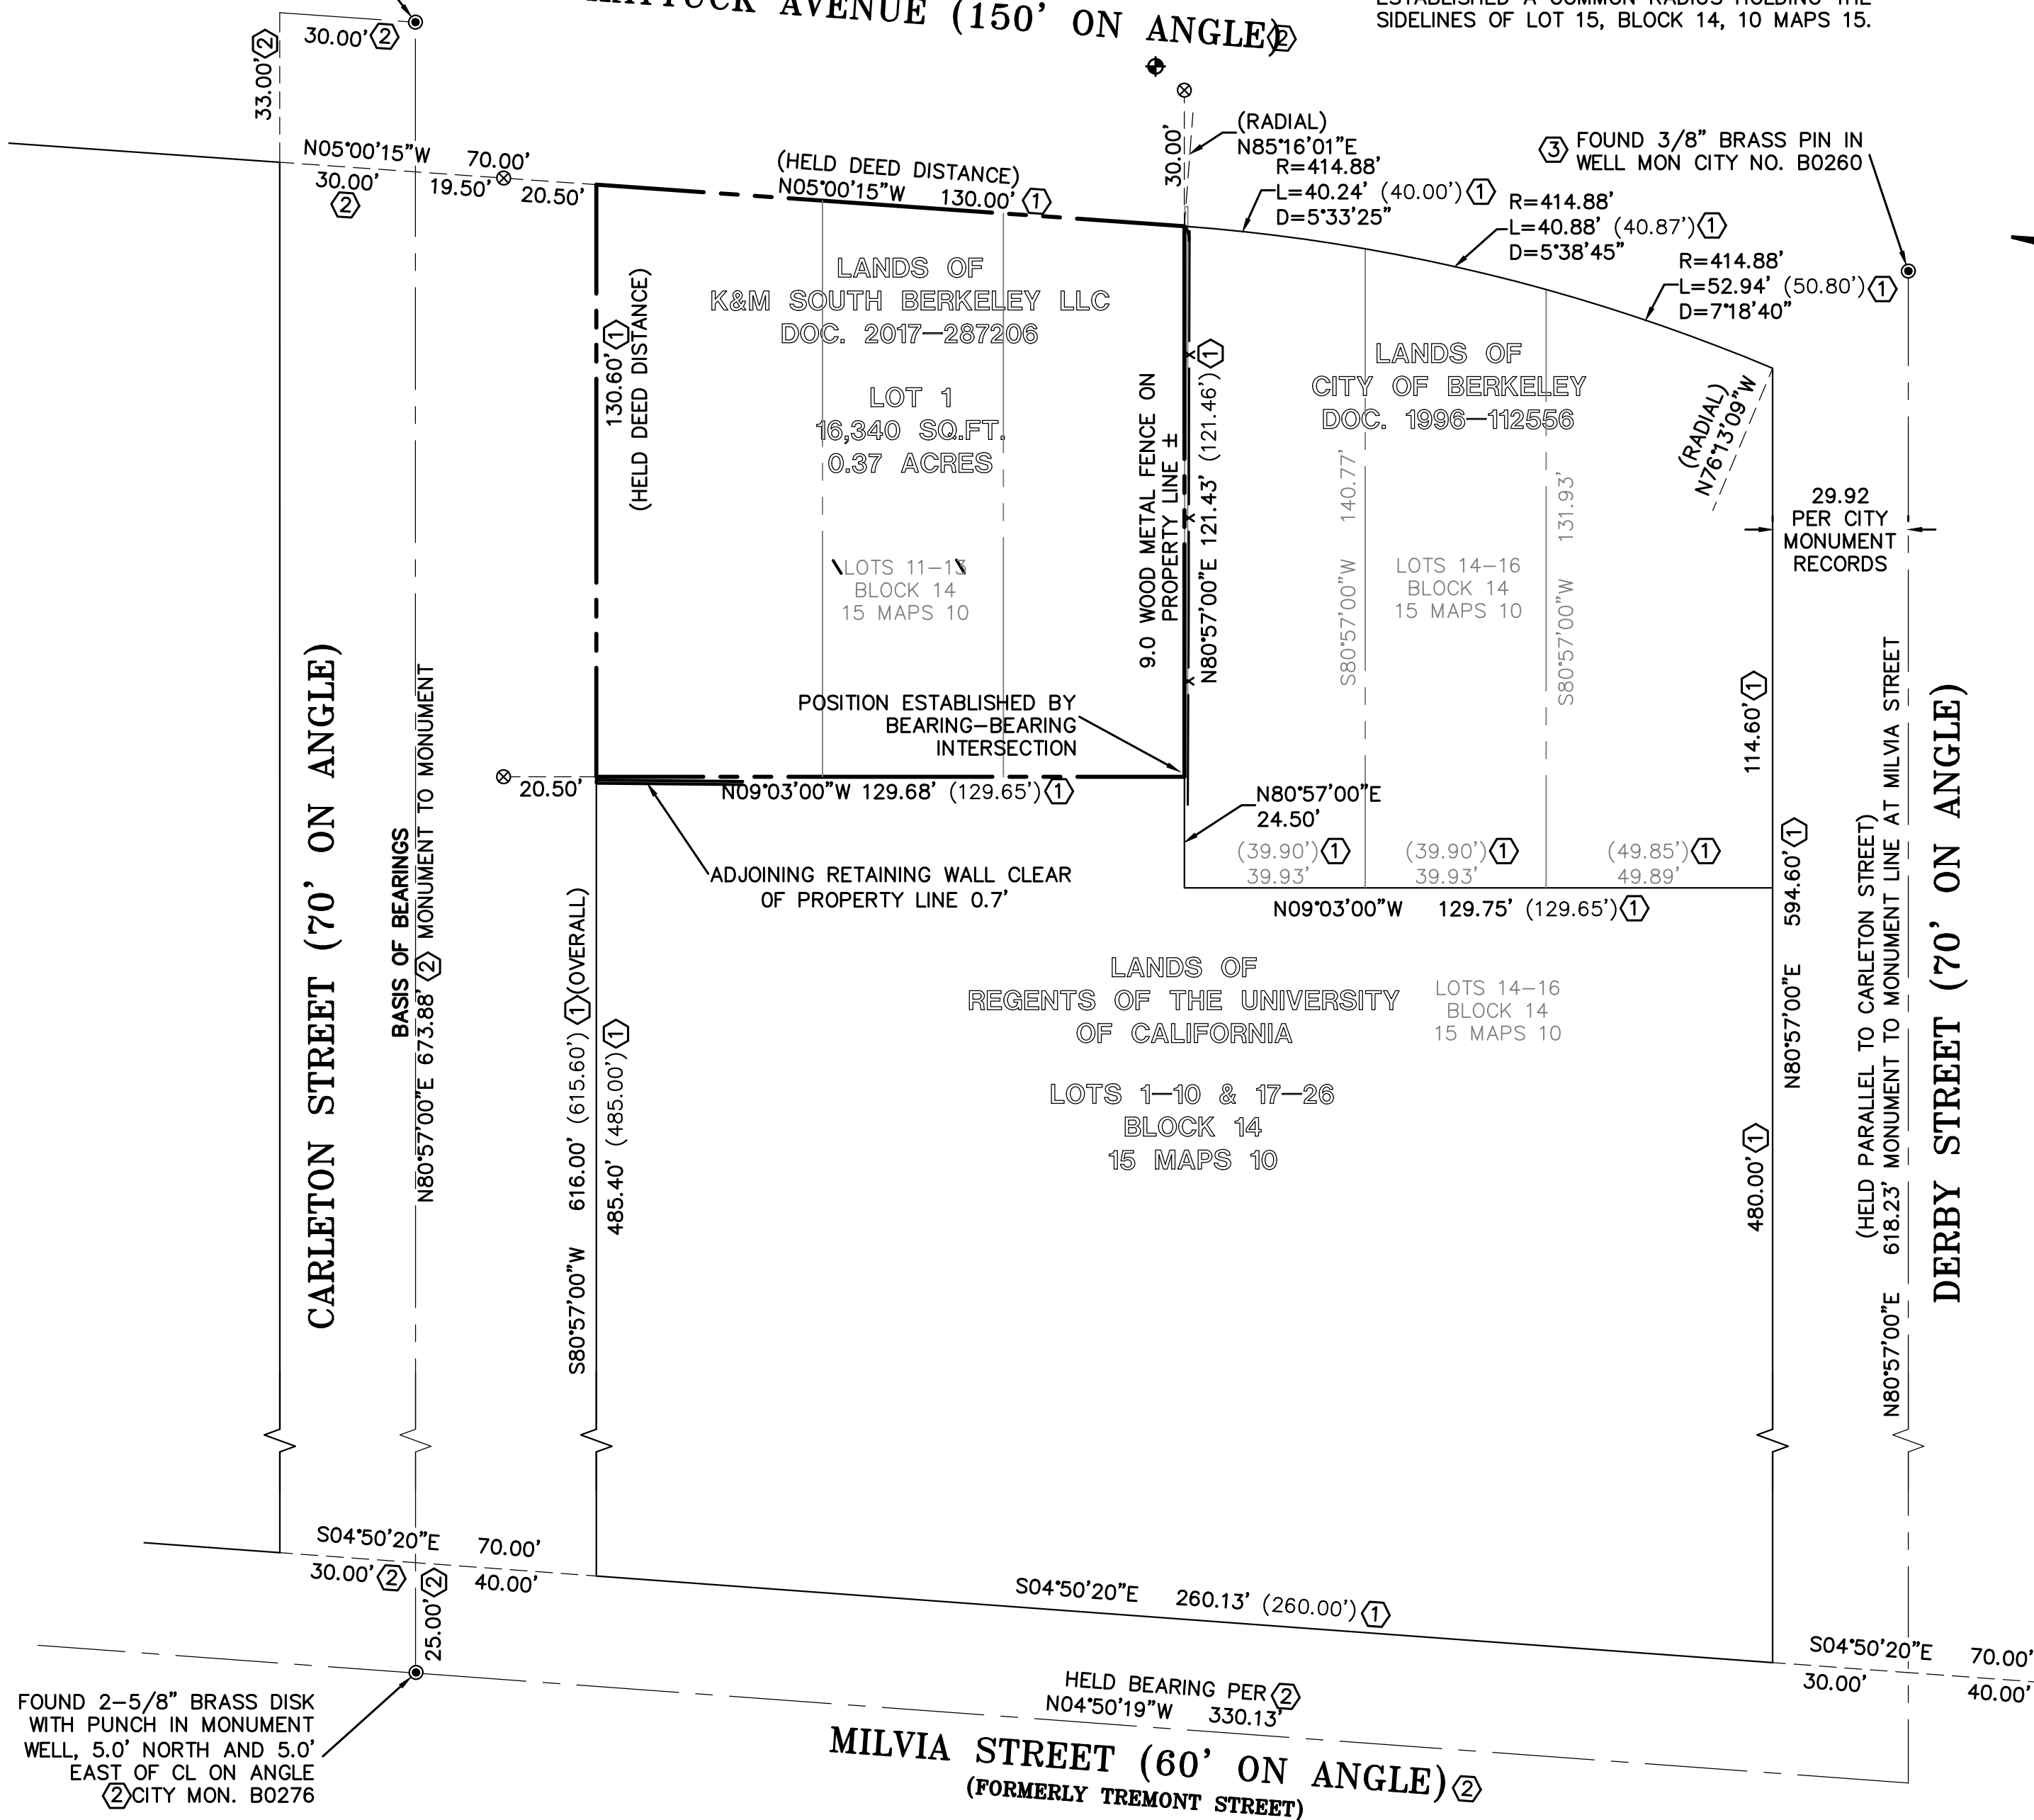 AVENUE (150' ON ANGLE) 2
ESTABLISHED A COMMON RADIUS HOLDING THE
SIDELINES OF LOT 15, BLOCK 14, 10 MAPS 15.
33.00' 2
30.00' 2
N05°00'15"W 70.00'
30.00' 19.50' 20.50'
2
(HELD DEED DISTANCE)
N05°00'15"W 130.00' 1
30.00'
(RADIAL)
N85°16'01"E
R=414.88'
L=40.24' (40.00') 1
D=5°33'25"
R=414.88'
L=40.88' (40.87') 1
D=5°38'45"
R=414.88'
L=52.94' (50.80') 1
D=7°18'40"
3 FOUND 3/8" BRASS PIN IN
WELL MON CITY NO. B0260
130.60' 1
(HELD DEED DISTANCE)
LANDS OF
K&M SOUTH BERKELEY LLC
DOC. 2017-287206
LOT 1
16,340 SQ.FT.
0.37 ACRES
LOTS 11-13
BLOCK 14
15 MAPS 10
9.0 WOOD METAL FENCE ON
PROPERTY LINE ±
N80°57'00"E 121.43' (121.46') 1
LANDS OF
CITY OF BERKELEY
DOC. 1996-112556
S80°57'00"W 140.77'
LOTS 14-16
BLOCK 14
15 MAPS 10
S80°57'00"W 131.93'
(RADIAL)
N76°13'09"W
29.92
PER CITY
MONUMENT
RECORDS
114.60' 1
POSITION ESTABLISHED BY
BEARING-BEARING
INTERSECTION
20.50'
N09°03'00"W 129.68' (129.65') 1
N80°57'00"E
24.50'
(39.90') 1 (39.90') 1 (49.85') 1
39.93' 39.93' 49.89'
N09°03'00"W 129.75' (129.65') 1
ADJOINING RETAINING WALL CLEAR
OF PROPERTY LINE 0.7'
CARLETON STREET (70' ON ANGLE)
BASIS OF BEARINGS
N80°57'00"E 673.88' 2 MONUMENT TO MONUMENT
S80°57'00"W 616.00' (615.60') 1 (OVERALL)
485.40' (485.00') 1
LANDS OF
REGENTS OF THE UNIVERSITY
OF CALIFORNIA
LOTS 1-10 & 17-26
BLOCK 14
15 MAPS 10
LOTS 14-16
BLOCK 14
15 MAPS 10
480.00' 1
N80°57'00"E 594.60' 1
(HELD PARALLEL TO CARLETON STREET)
N80°57'00"E 618.23' MONUMENT TO MONUMENT LINE AT MILVIA STREET
DERBY STREET (70' ON ANGLE)
S04°50'20"E 70.00'
30.00' 2 40.00'
25.00' 2
S04°50'20"E 260.13' (260.00') 1
S04°50'20"E 70.00'
30.00' 40.00'
HELD BEARING PER 2
N04°50'19"W 330.13'
MILVIA STREET (60' ON ANGLE) 2
(FORMERLY TREMONT STREET)
FOUND 2-5/8" BRASS DISK
WITH PUNCH IN MONUMENT
WELL, 5.0' NORTH AND 5.0'
EAST OF CL ON ANGLE
2 CITY MON. B0276